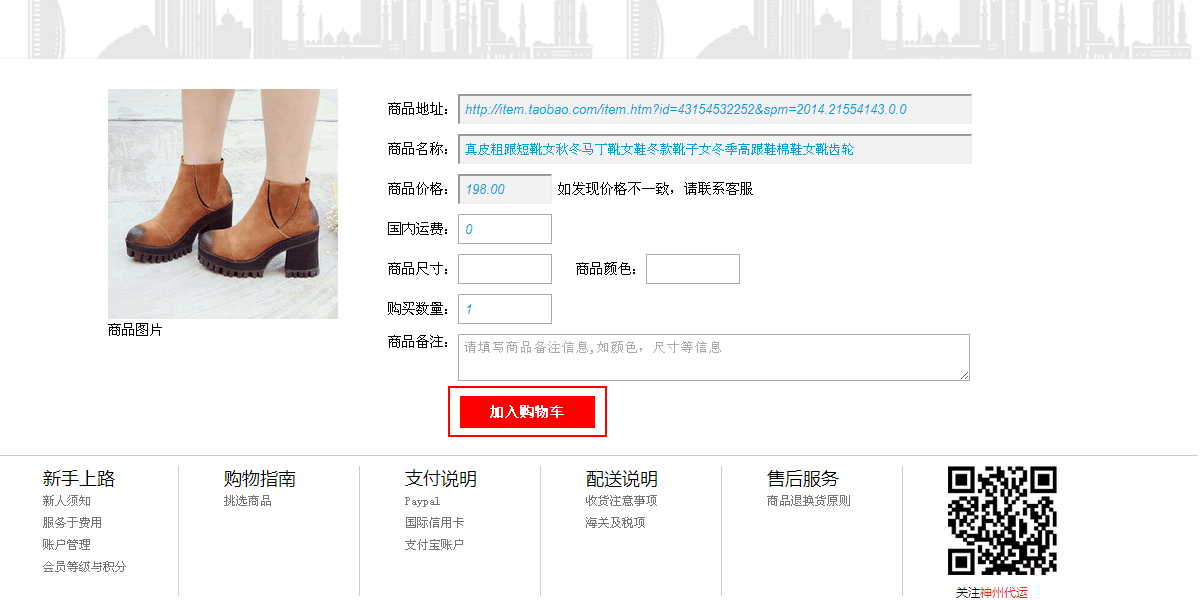 商品地址： http://item.taobao.com/item.htm?id=43154532252&spm=2014.21554143.0.0
商品名称： 真皮粗跟短靴女秋冬马丁靴女鞋冬款靴子女冬季高跟鞋棉鞋女靴齿轮
商品价格： 198.00 如发现价格不一致，请联系客服
国内运费： 0
商品尺寸： 商品颜色：
购买数量： 1
商品图片
商品备注： 请填写商品备注信息,如颜色，尺寸等信息
加入购物车
新手上路
新人须知
服务于费用
账户管理
会员等级与积分
购物指南
挑选商品
支付说明
Paypal
国际信用卡
支付宝账户
配送说明
收货注意事项
海关及税项
售后服务
商品退换货原则
关注神州代运